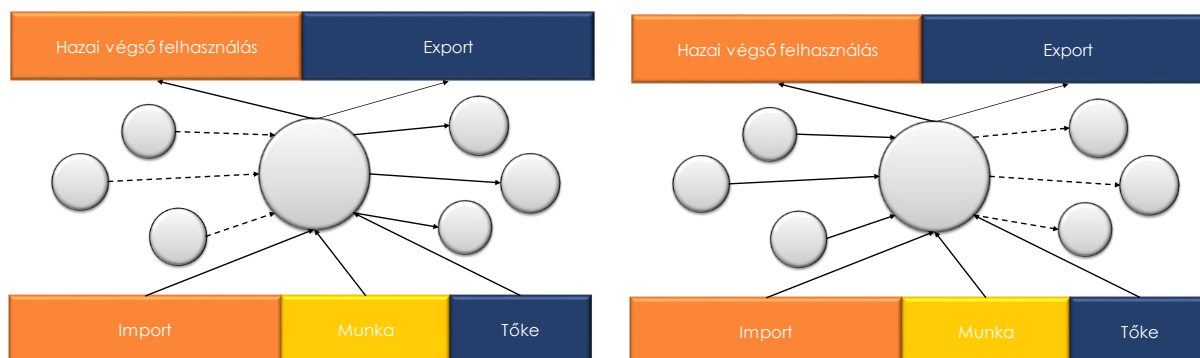 Hazai végső felhasználás
Export
Import
Munka
Tőke
Hazai végső felhasználás
Export
Import
Munka
Tőke